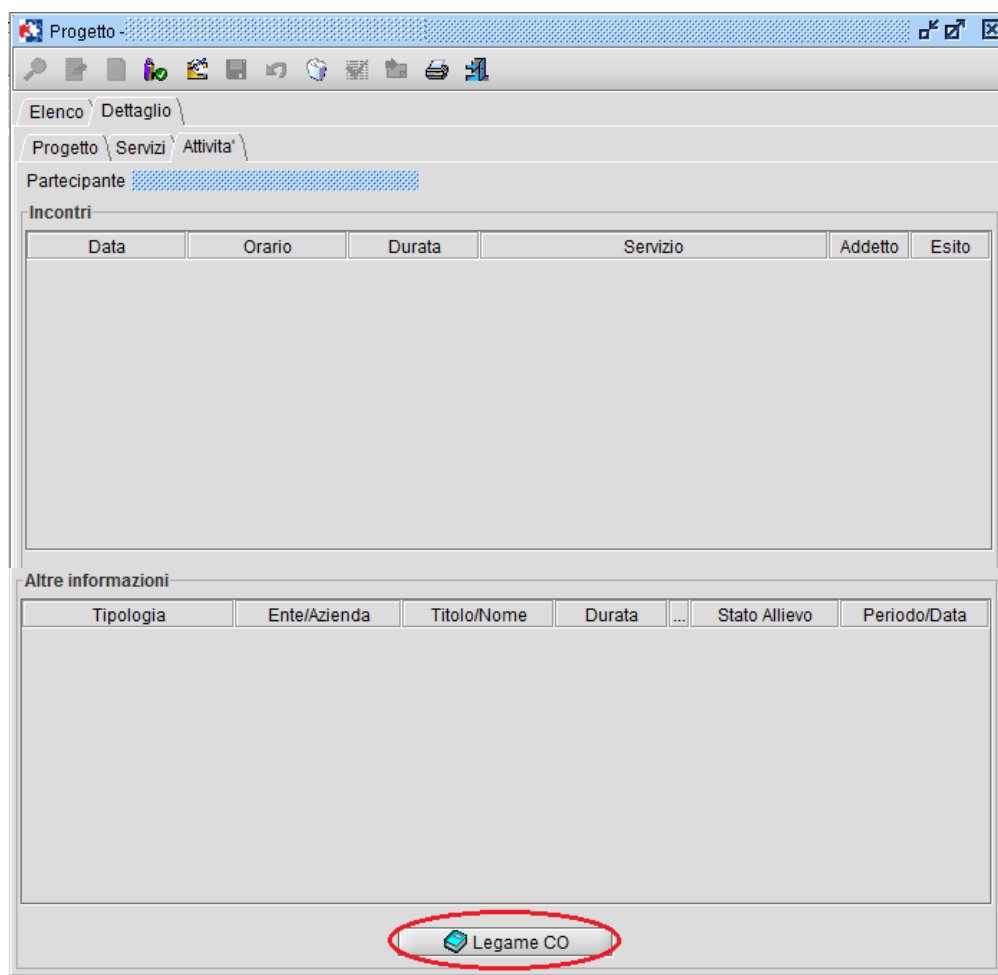 Progetto -
Elenco Dettaglio
Progetto Servizi Attivita'
Partecipante
Incontri
Data Orario Durata Servizio Addetto Esito
Altre informazioni
Tipologia Ente/Azienda Titolo/Nome Durata ... Stato Allievo Periodo/Data
Legame CO